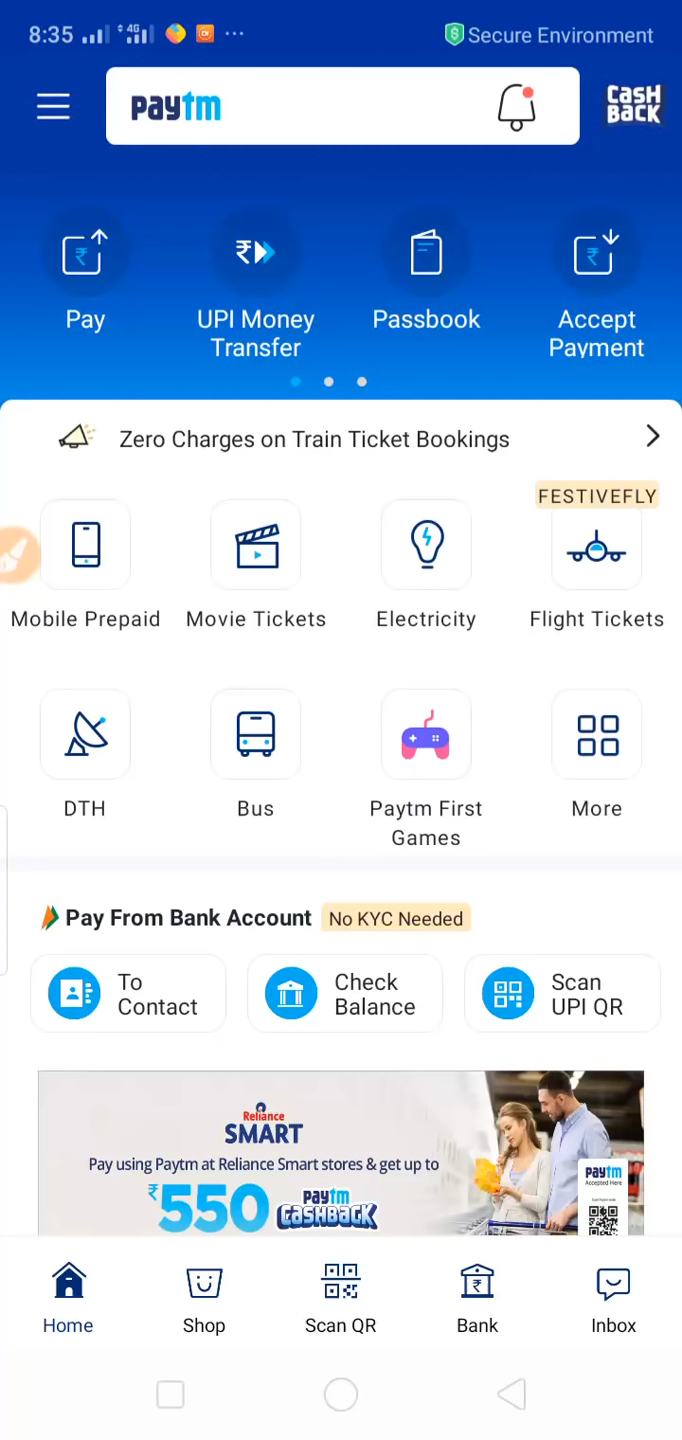 8:35 4G ... Secure Environment
paytm
CASH
BACK
Pay
UPI Money
Transfer
Passbook
Accept
Payment
Zero Charges on Train Ticket Bookings
FESTIVEFLY
Mobile Prepaid
Movie Tickets
Electricity
Flight Tickets
DTH
Bus
Paytm First
Games
More
Pay From Bank Account No KYC Needed
To
Contact
Check
Balance
Scan
UPI QR
Reliance
SMART
Pay using Paytm at Reliance Smart stores & get up to
₹550 paytm CASHBACK
paytm
Accepted Here
Home
Shop
Scan QR
Bank
Inbox